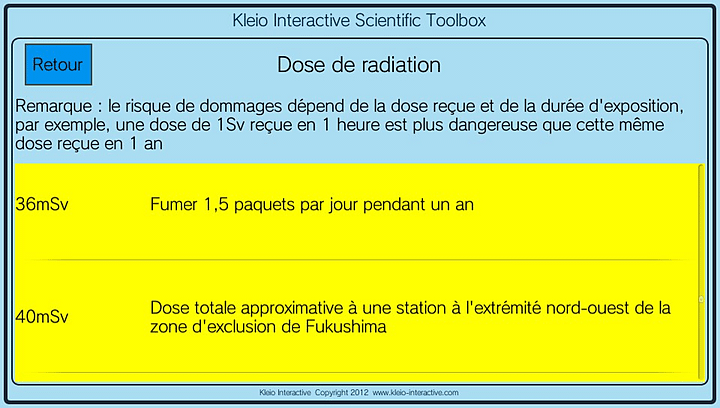 Kleio Interactive Scientific Toolbox
Retour
Dose de radiation
Remarque : le risque de dommages dépend de la dose reçue et de la durée d'exposition,
par exemple, une dose de 1Sv reçue en 1 heure est plus dangereuse que cette même
dose reçue en 1 an
36mSv
Fumer 1,5 paquets par jour pendant un an
40mSv
Dose totale approximative à une station à l'extrémité nord-ouest de la
zone d'exclusion de Fukushima
Kleio Interactive Copyright 2012 www.kleio-interactive.com